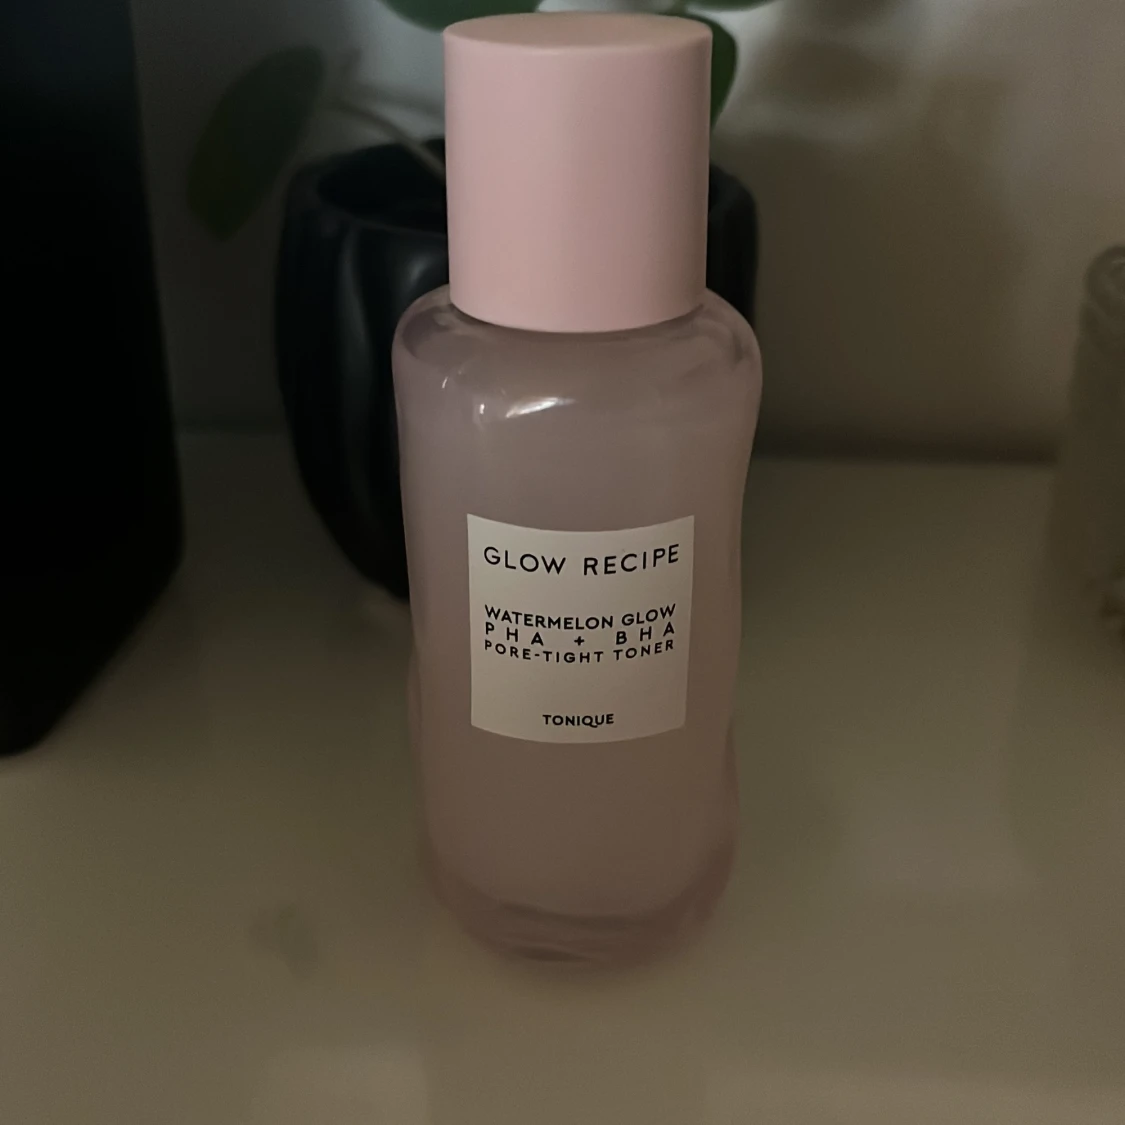 GLOW RECIPE
WATERMELON GLOW
PHA + BHA
PORE-TIGHT TONER
TONIQUE